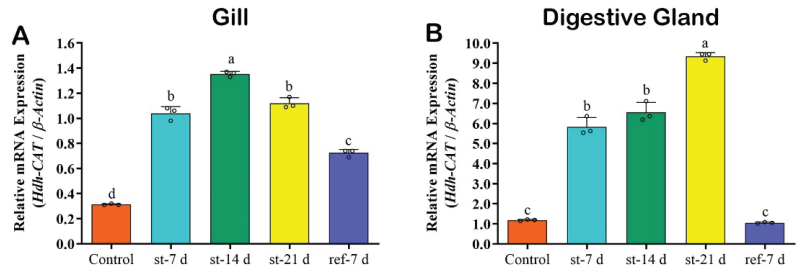 Gill
Digestive Gland
A
Relative mRNA Expression
(Hdh-CAT / β-Actin)
1.6
1.4
1.2
1.0
0.8
0.6
0.4
0.2
0.0
d
b
a
b
c
Control
st-7 d
st-14 d
st-21 d
ref-7 d
B
Relative mRNA Expression
(Hdh-CAT / β-Actin)
10.0
9.0
8.0
7.0
6.0
5.0
4.0
3.0
2.0
1.0
0.0
c
b
b
a
c
Control
st-7 d
st-14 d
st-21 d
ref-7 d